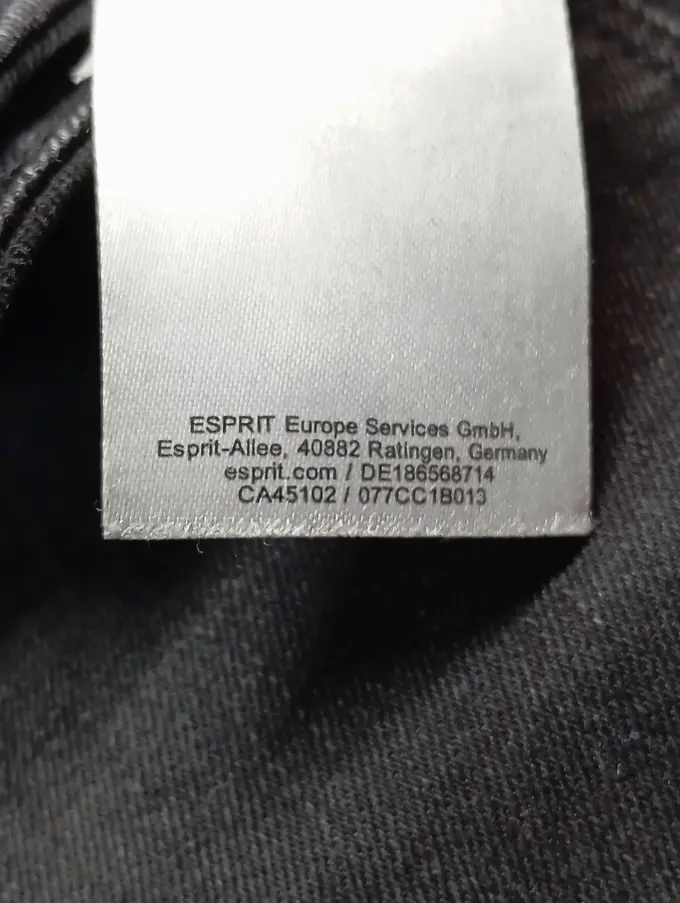 ESPRIT Europe Services GmbH,
Esprit-Allee, 40882 Ratingen, Germany
esprit.com / DE186568714
CA45102 / 077CC1B013